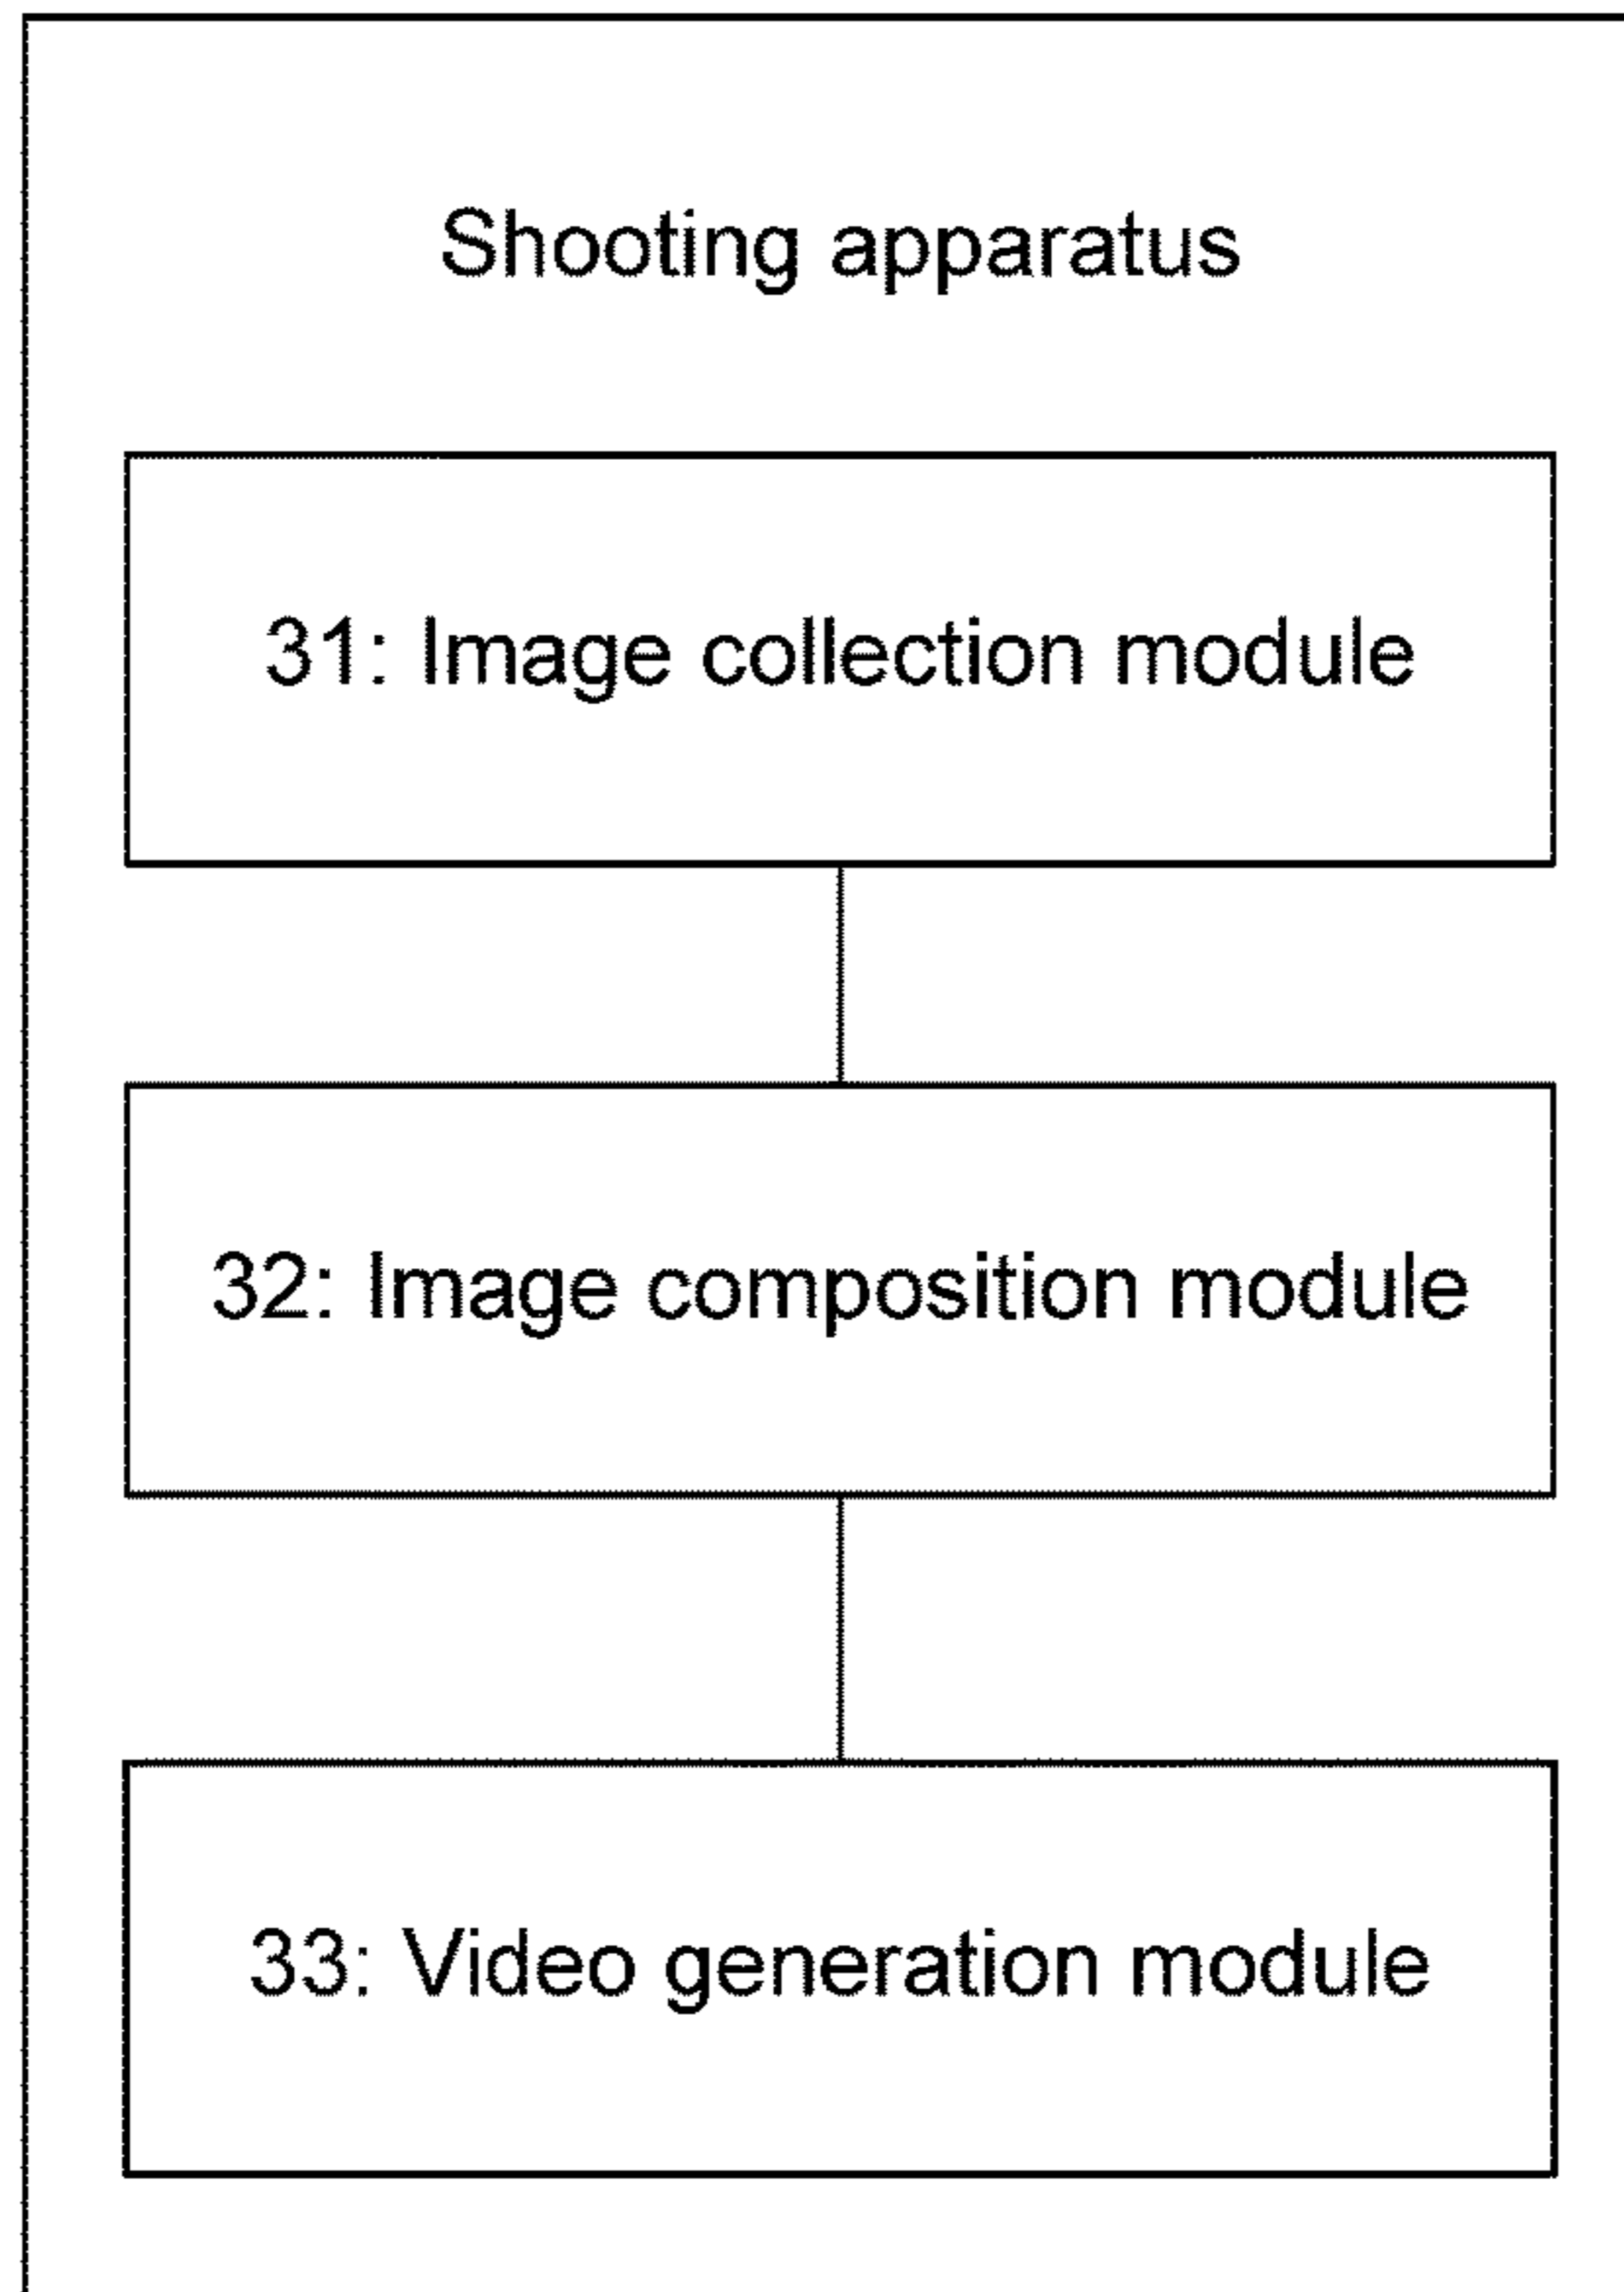 Shooting apparatus
31: Image collection module
32: Image composition module
33: Video generation module